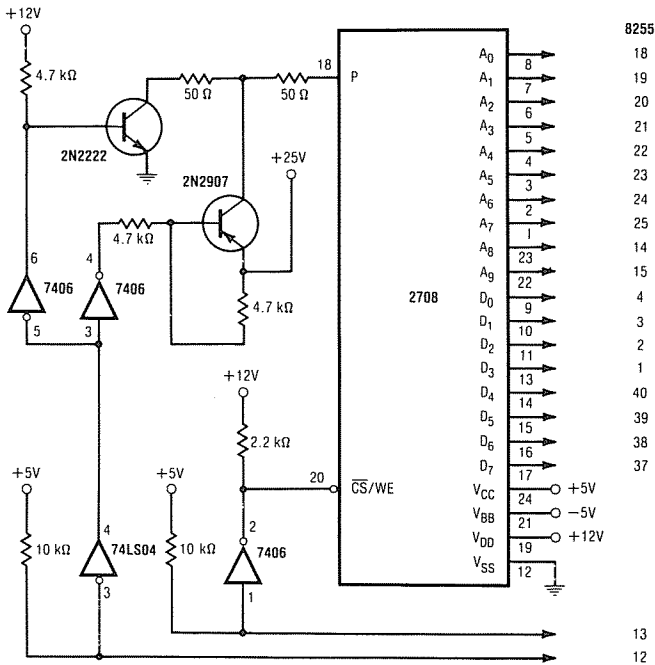 +12V
8255
4.7 kΩ
50 Ω
50 Ω
18
P
2N2222
2N2907
+25V
4.7 kΩ
6
7406
5
4
7406
3
4.7 kΩ
+12V
2.2 kΩ
20
CS/WE
+5V
10 kΩ
4
74LS04
3
+5V
10 kΩ
2
7406
1
2708
A0 8 18
A1 7 19
A2 6 20
A3 5 21
A4 4 22
A5 3 23
A6 2 24
A7 1 25
A8 23 14
A9 22 15
D0 9 4
D1 10 3
D2 11 2
D3 13 1
D4 14 40
D5 15 39
D6 16 38
D7 17 37
VCC 24 +5V
VBB 21 −5V
VDD 19 +12V
VSS 12
13
12